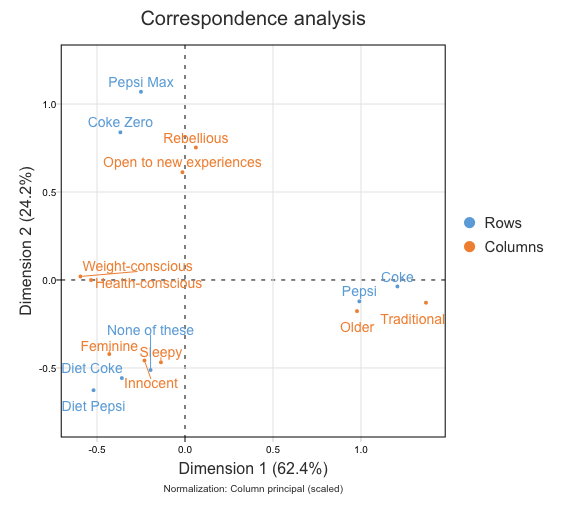 Correspondence analysis
Pepsi Max
1.0
Coke Zero
Rebellious
Open to new experiences
0.5
Weight-conscious
Health-conscious
0.0
Coke
Pepsi
Traditional
Older
None of these
Feminine
Sleepy
-0.5
Diet Coke
Innocent
Diet Pepsi
Dimension 2 (24.2%)
-0.5 0.0 0.5 1.0
Dimension 1 (62.4%)
Normalization: Column principal (scaled)
Rows
Columns